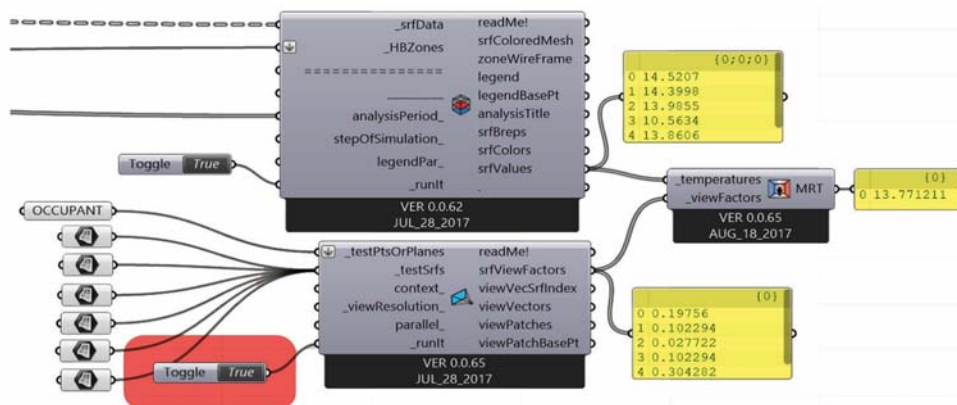 _srfData
readMe!
_HBZones
srfColoredMesh
zoneWireFrame
================
legend
________
legendBasePt
analysisPeriod_
analysisTitle
stepOfSimulation_
srfBreps
srfColors
legendPar_
srfValues
_runIt
.
VER 0.0.62
JUL_28_2017
Toggle True
{0;0;0}
0 14.5207
1 14.3998
2 13.9855
3 10.5634
4 13.8606
_temperatures
_viewFactors
MRT
VER 0.0.65
AUG_18_2017
{0}
0 13.771211
OCCUPANT
_testPtsOrPlanes
readMe!
_testSrfs
srfViewFactors
context_
viewVecSrfIndex
_viewResolution_
viewVectors
parallel_
viewPatches
_runIt
viewPatchBasePt
VER 0.0.65
JUL_28_2017
Toggle True
{0}
0 0.19756
1 0.102294
2 0.027722
3 0.102294
4 0.304282